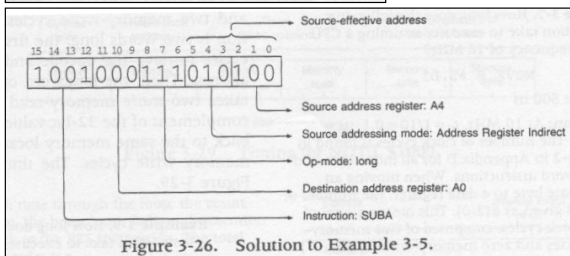 Source-effective address
15 14 13 12 11 10 9 8 7 6 5 4 3 2 1 0
1001000111010100
Source address register: A4
Source addressing mode: Address Register Indirect
Op-mode: long
Destination address register: A0
Instruction: SUBA
Figure 3-26. Solution to Example 3-5.